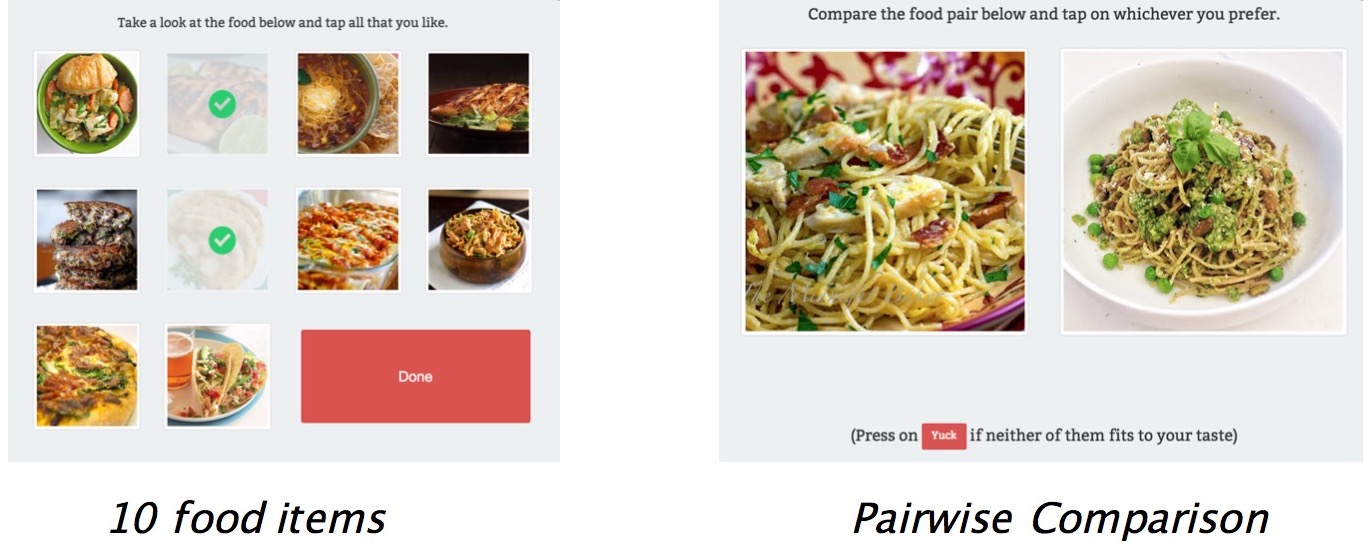 Take a look at the food below and tap all that you like.
Done
10 food items
Compare the food pair below and tap on whichever you prefer.
(Press on Yuck if neither of them fits to your taste)
Pairwise Comparison